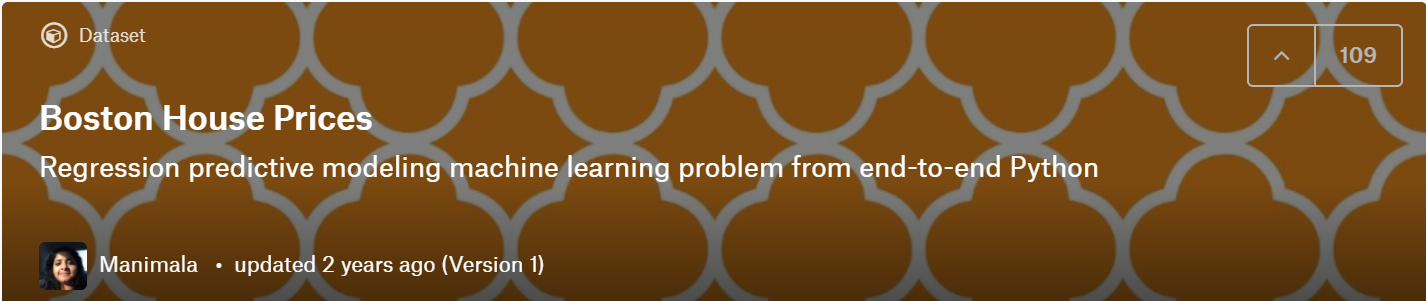 Dataset
109
Boston House Prices
Regression predictive modeling machine learning problem from end-to-end Python
Manimala • updated 2 years ago (Version 1)